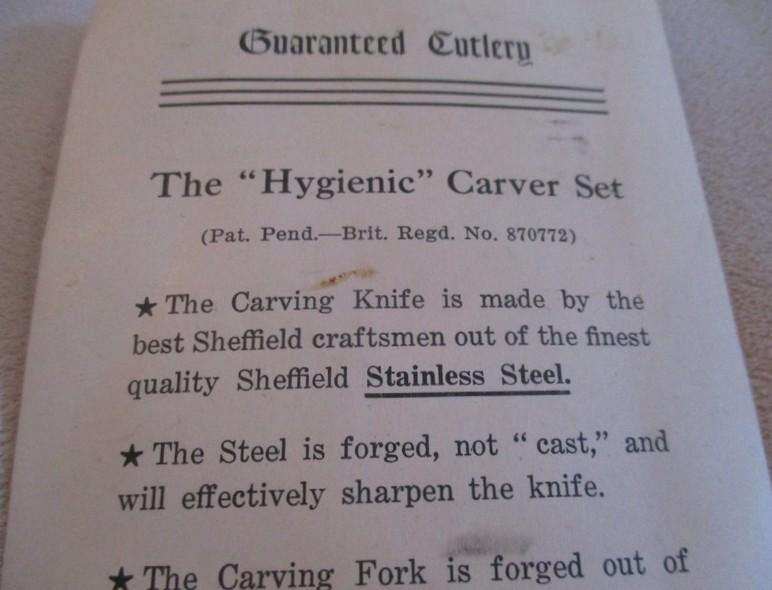 Guaranteed Cutlery
The “Hygienic” Carver Set
(Pat. Pend.—Brit. Regd. No. 870772)
★ The Carving Knife is made by the
best Sheffield craftsmen out of the finest
quality Sheffield Stainless Steel.
★ The Steel is forged, not “ cast,” and
will effectively sharpen the knife.
★ The Carving Fork is forged out of